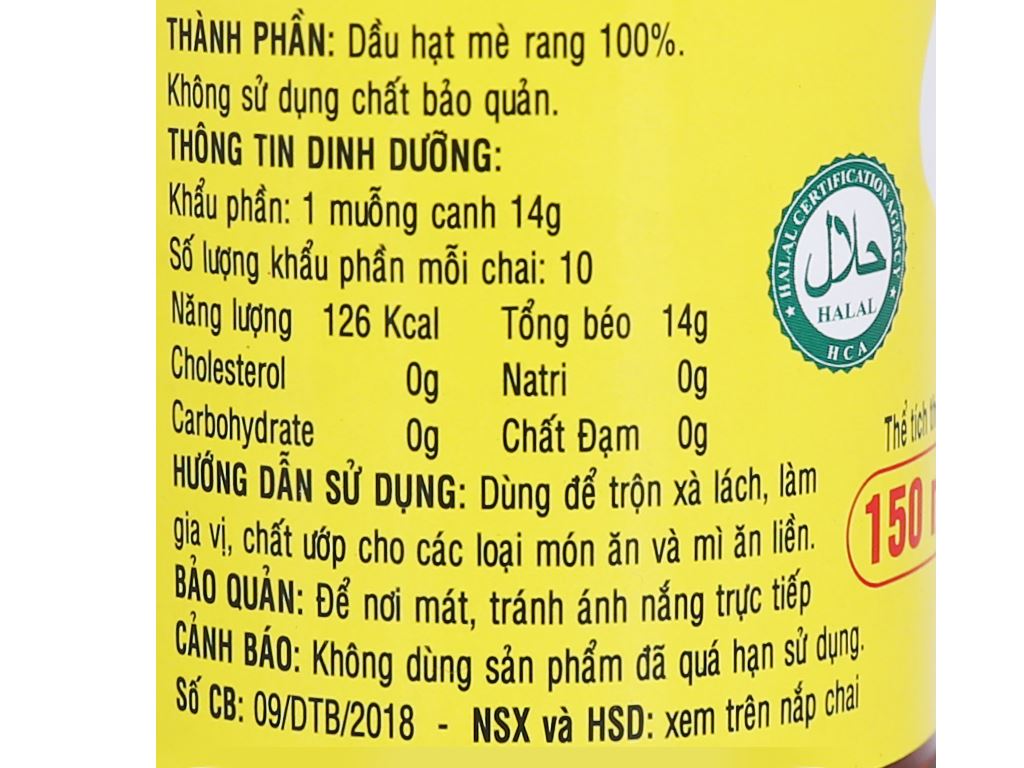 THÀNH PHẦN: Dầu hạt mè rang 100%.
Không sử dụng chất bảo quản.
THÔNG TIN DINH DƯỠNG:
Khẩu phần: 1 muỗng canh 14g
Số lượng khẩu phần mỗi chai: 10
Năng lượng 126 Kcal Tổng béo 14g
Cholesterol 0g Natri 0g
Carbohydrate 0g Chất Đạm 0g
HƯỚNG DẪN SỬ DỤNG: Dùng để trộn xà lách, làm
gia vị, chất ướp cho các loại món ăn và mì ăn liền.
BẢO QUẢN: Để nơi mát, tránh ánh nắng trực tiếp
CẢNH BÁO: Không dùng sản phẩm đã quá hạn sử dụng.
Số CB: 09/DTB/2018 - NSX và HSD: xem trên nắp chai
HALAL CERTIFICATION AGENCY
حلال
HALAL
HCA
Thể tích
150